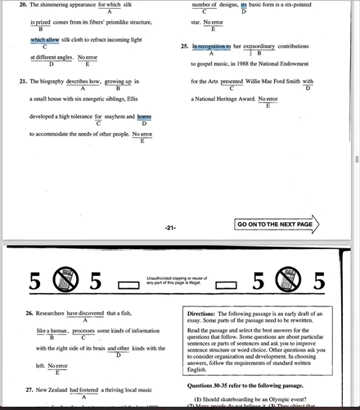 20. The shimmering appearance for which silk
A
is prized comes from its fibers' prismlike structure,
B
which allow silk cloth to refract incoming light
C
at different angles. No error
D E
21. The biography describes how, growing up in
A B
a small house with six energetic siblings, Ellis
developed a high tolerance for mayhem and learns
C D
to accommodate the needs of other people. No error
E
number of designs, its basic form is a six-pointed
C D
star. No error
E
25. In recognition to her extraordinary contributions
A B
to gospel music, in 1988 the National Endowment
for the Arts presented Willie Mae Ford Smith with
C D
a National Heritage Award. No error
E
-21-
GO ON TO THE NEXT PAGE
5 5
Unauthorized copying or reuse of
any part of this page is illegal.
5 5
26. Researchers have discovered that a fish,
A
like a human, processes some kinds of information
B C
with the right side of its brain and other kinds with the
D
left. No error
E
27. New Zealand had fostered a thriving local music
A
Directions: The following passage is an early draft of an
essay. Some parts of the passage need to be rewritten.
Read the passage and select the best answers for the
questions that follow. Some questions are about particular
sentences or parts of sentences and ask you to improve
sentence structure or word choice. Other questions ask you
to consider organization and development. In choosing
answers, follow the requirements of standard written
English.
Questions 30-35 refer to the following passage.
(1) Should skateboarding be an Olympic event?